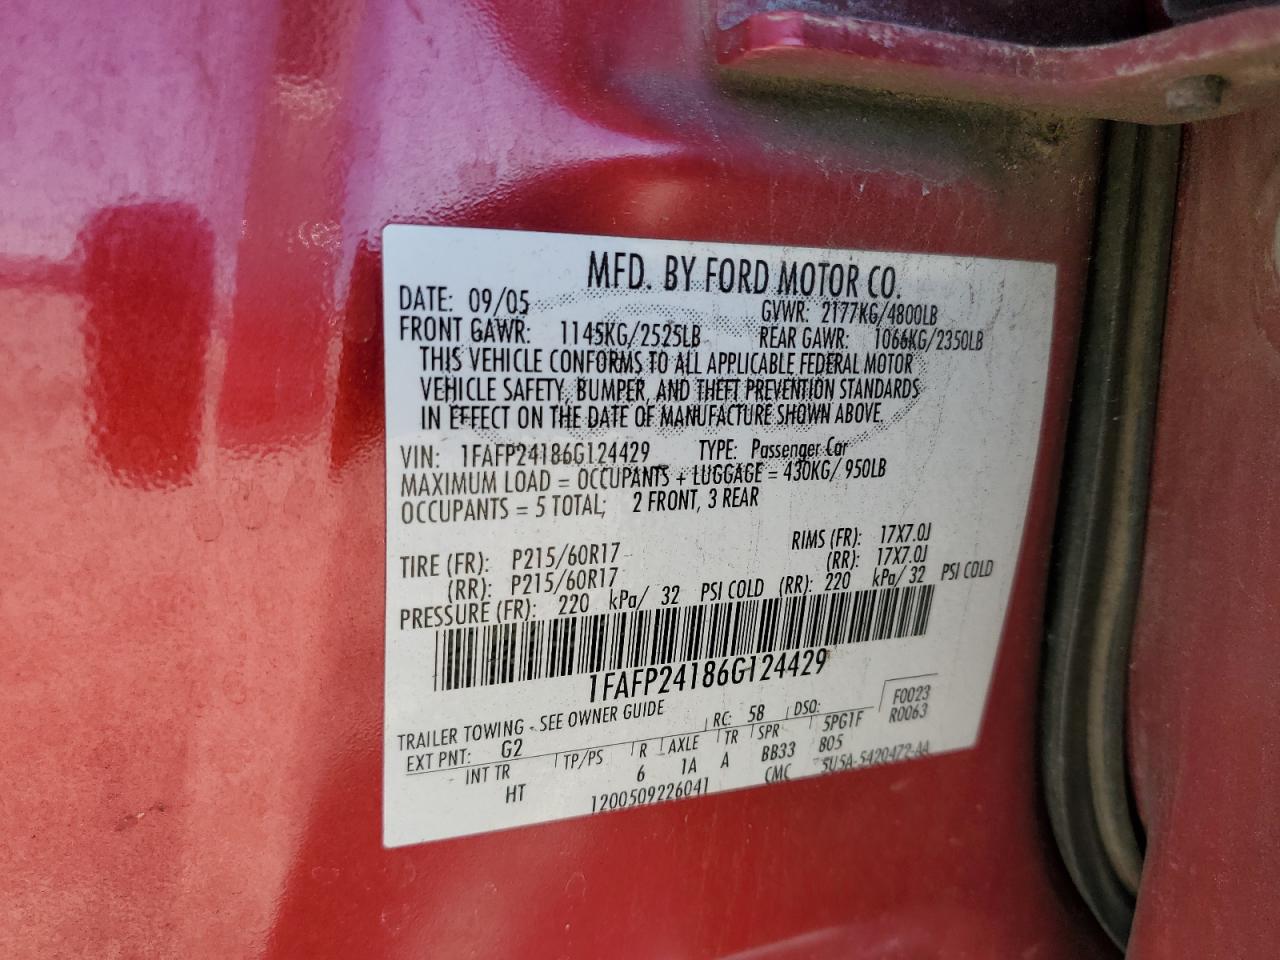 MFD. BY FORD MOTOR CO.
DATE: 09/05 GVWR: 2177KG/4800LB
FRONT GAWR: 1145KG/2525LB REAR GAWR: 1066KG/2350LB
THIS VEHICLE CONFORMS TO ALL APPLICABLE FEDERAL MOTOR
VEHICLE SAFETY, BUMPER, AND THEFT PREVENTION STANDARDS
IN EFFECT ON THE DATE OF MANUFACTURE SHOWN ABOVE.
VIN: 1FAFP24186G124429 TYPE: Passenger Car
MAXIMUM LOAD = OCCUPANTS + LUGGAGE = 430KG/ 950LB
OCCUPANTS = 5 TOTAL; 2 FRONT, 3 REAR
TIRE (FR): P215/60R17 RIMS (FR): 17X7.0J
(RR): P215/60R17 (RR): 17X7.0J
PRESSURE (FR): 220 kPa/ 32 PSI COLD (RR): 220 kPa/ 32 PSI COLD
1FAFP24186G124429
TRAILER TOWING - SEE OWNER GUIDE RC: 58 DSO: F0023
EXT PNT: G2 R0063
INT TR TP/PS R AXLE TR SPR 5PG1F
HT 6 1A A BB33 B05
1200509226041 CMC 5U5A-5420472-AA